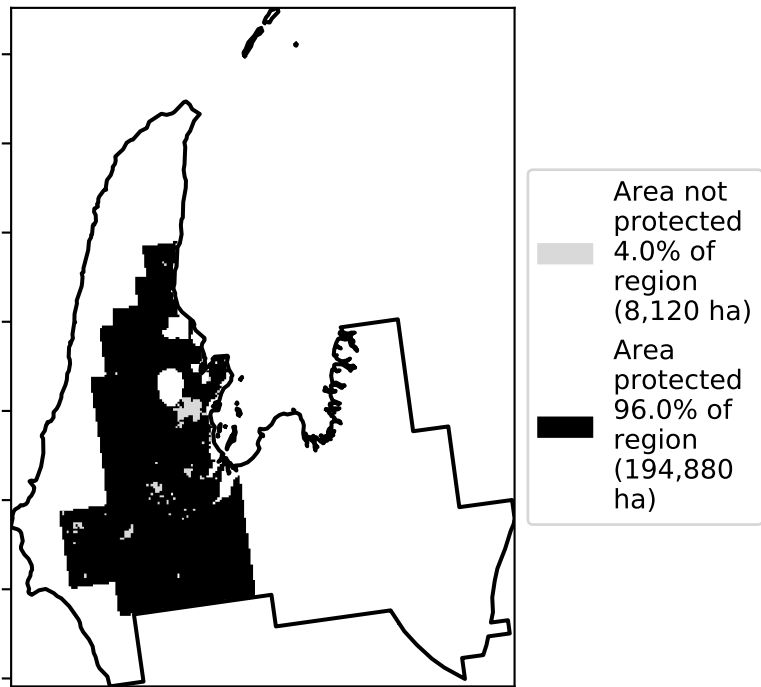 Area not
protected
4.0% of
region
(8,120 ha)
Area
protected
96.0% of
region
(194,880
ha)